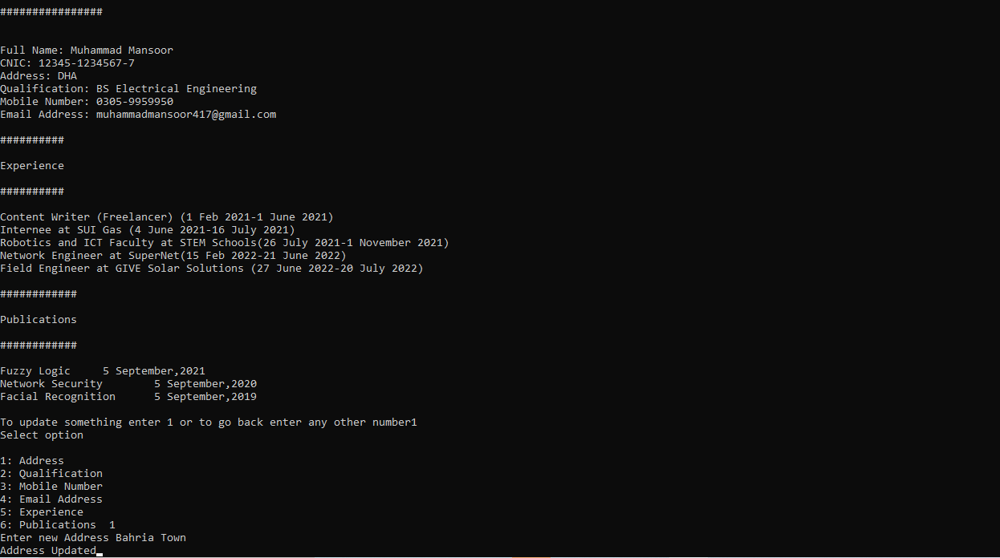 ################
Full Name: Muhammad Mansoor
CNIC: 12345-1234567-7
Address: DHA
Qualification: BS Electrical Engineering
Mobile Number: 0305-9959950
Email Address: muhammadmansoor417@gmail.com
##########
Experience
##########
Content Writer (Freelancer) (1 Feb 2021-1 June 2021)
Internee at SUI Gas (4 June 2021-16 July 2021)
Robotics and ICT Faculty at STEM Schools(26 July 2021-1 November 2021)
Network Engineer at SuperNet(15 Feb 2022-21 June 2022)
Field Engineer at GIVE Solar Solutions (27 June 2022-20 July 2022)
############
Publications
############
Fuzzy Logic     5 September,2021
Network Security        5 September,2020
Facial Recognition      5 September,2019
To update something enter 1 or to go back enter any other number1
Select option
1: Address
2: Qualification
3: Mobile Number
4: Email Address
5: Experience
6: Publications  1
Enter new Address Bahria Town
Address Updated